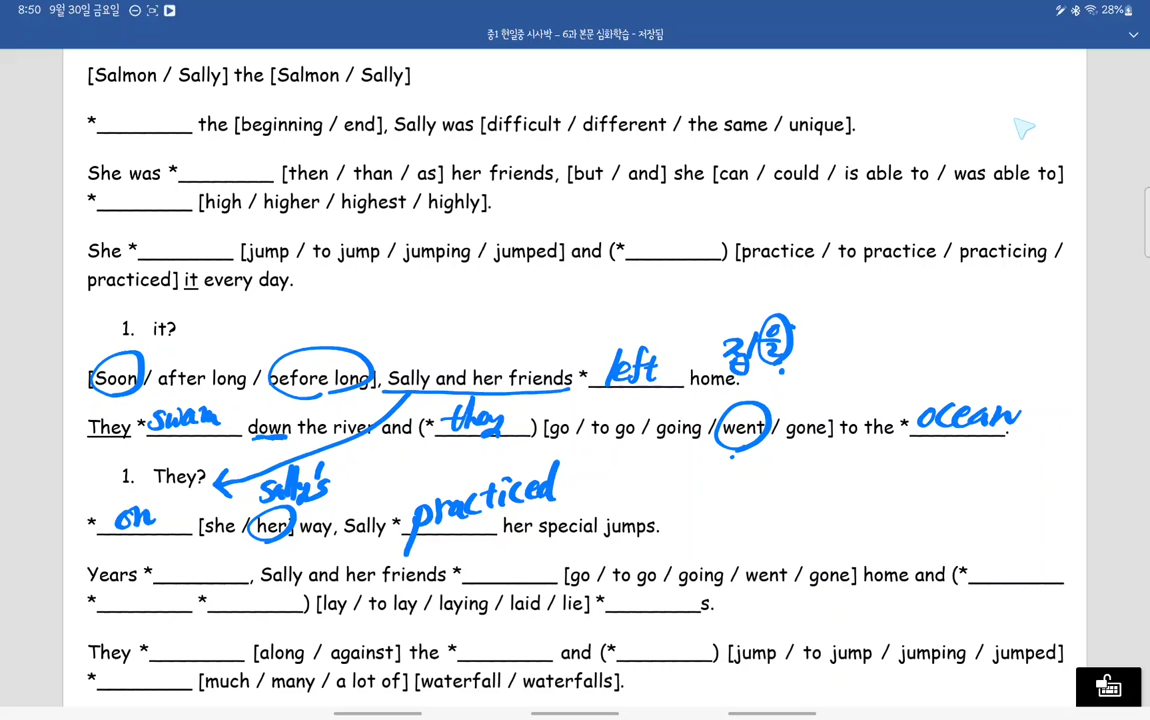 8:50 9월 30일 금요일 28%
중1 현일중 시사박 – 6과 본문 심화학습 - 저장됨
[Salmon / Sally] the [Salmon / Sally]
*________ the [beginning / end], Sally was [difficult / different / the same / unique].
She was *________ [then / than / as] her friends, [but / and] she [can / could / is able to / was able to]
*________ [high / higher / highest / highly].
She *________ [jump / to jump / jumping / jumped] and (*________) [practice / to practice / practicing /
practiced] it every day.
1. it?
[Soon / after long / before long], Sally and her friends *left home. 집
They *swam down the river and (*they) [go / to go / going / went / gone] to the *ocean.
1. They?
Sally's
*on [she / her] way, Sally *practiced her special jumps.
Years *________, Sally and her friends *________ [go / to go / going / went / gone] home and (*________
*________ *________) [lay / to lay / laying / laid / lie] *________s.
They *________ [along / against] the *________ and (*________) [jump / to jump / jumping / jumped]
*________ [much / many / a lot of] [waterfall / waterfalls].